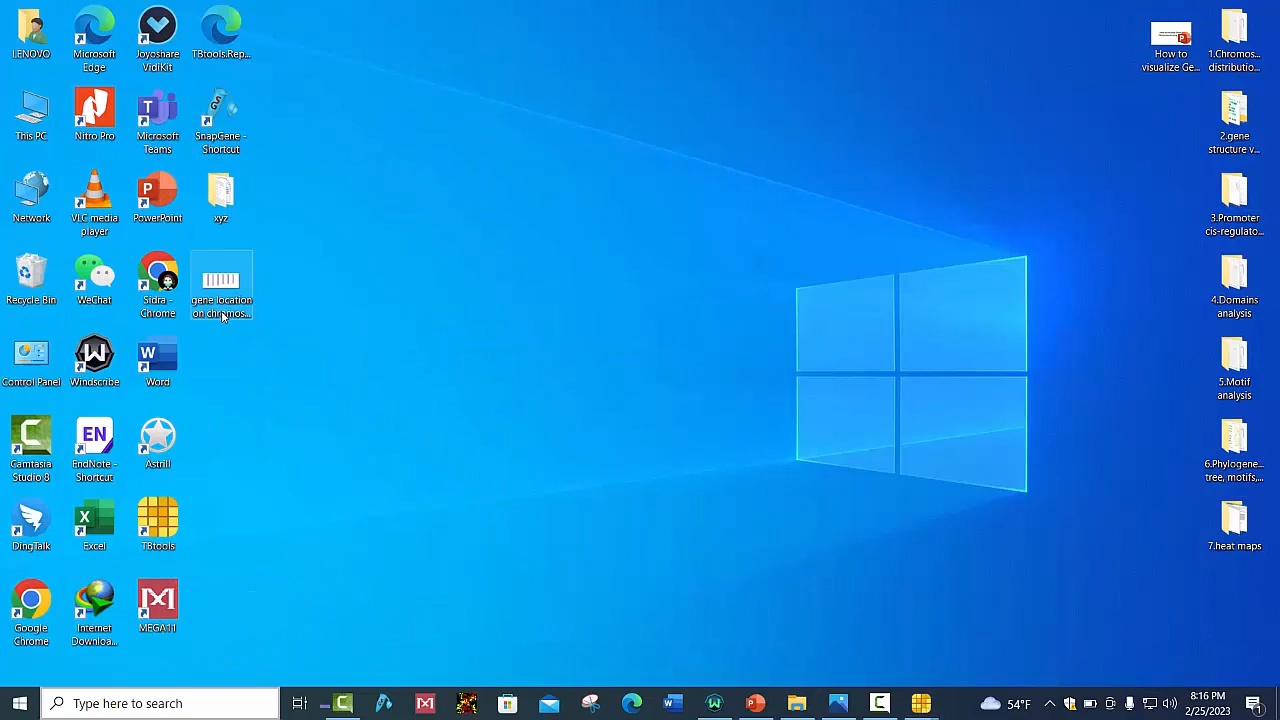 LENOVO
Microsoft
Edge
Joyoshare
VidiKit
TBtools.Rep...
This PC
Nitro Pro
Microsoft
Teams
SnapGene -
Shortcut
Network
VLC media
player
PowerPoint
xyz
Recycle Bin
WeChat
Sidra -
Chrome
gene location
on chromos...
Control Panel
Windscribe
Word
Camtasia
Studio 8
EN
EndNote -
Shortcut
Astrill
DingTalk
Excel
TBtools
Google
Chrome
Internet
Downloa...
MEGA11
How to
visualize Ge...
1.Chromos...
distributio...
2.gene
structure v...
3.Promoter
cis-regulato...
4.Domains
analysis
5.Motif
analysis
6.Phylogene...
tree, motifs,...
7.heat maps
Type here to search
54°F
8:16 PM
2/25/2023